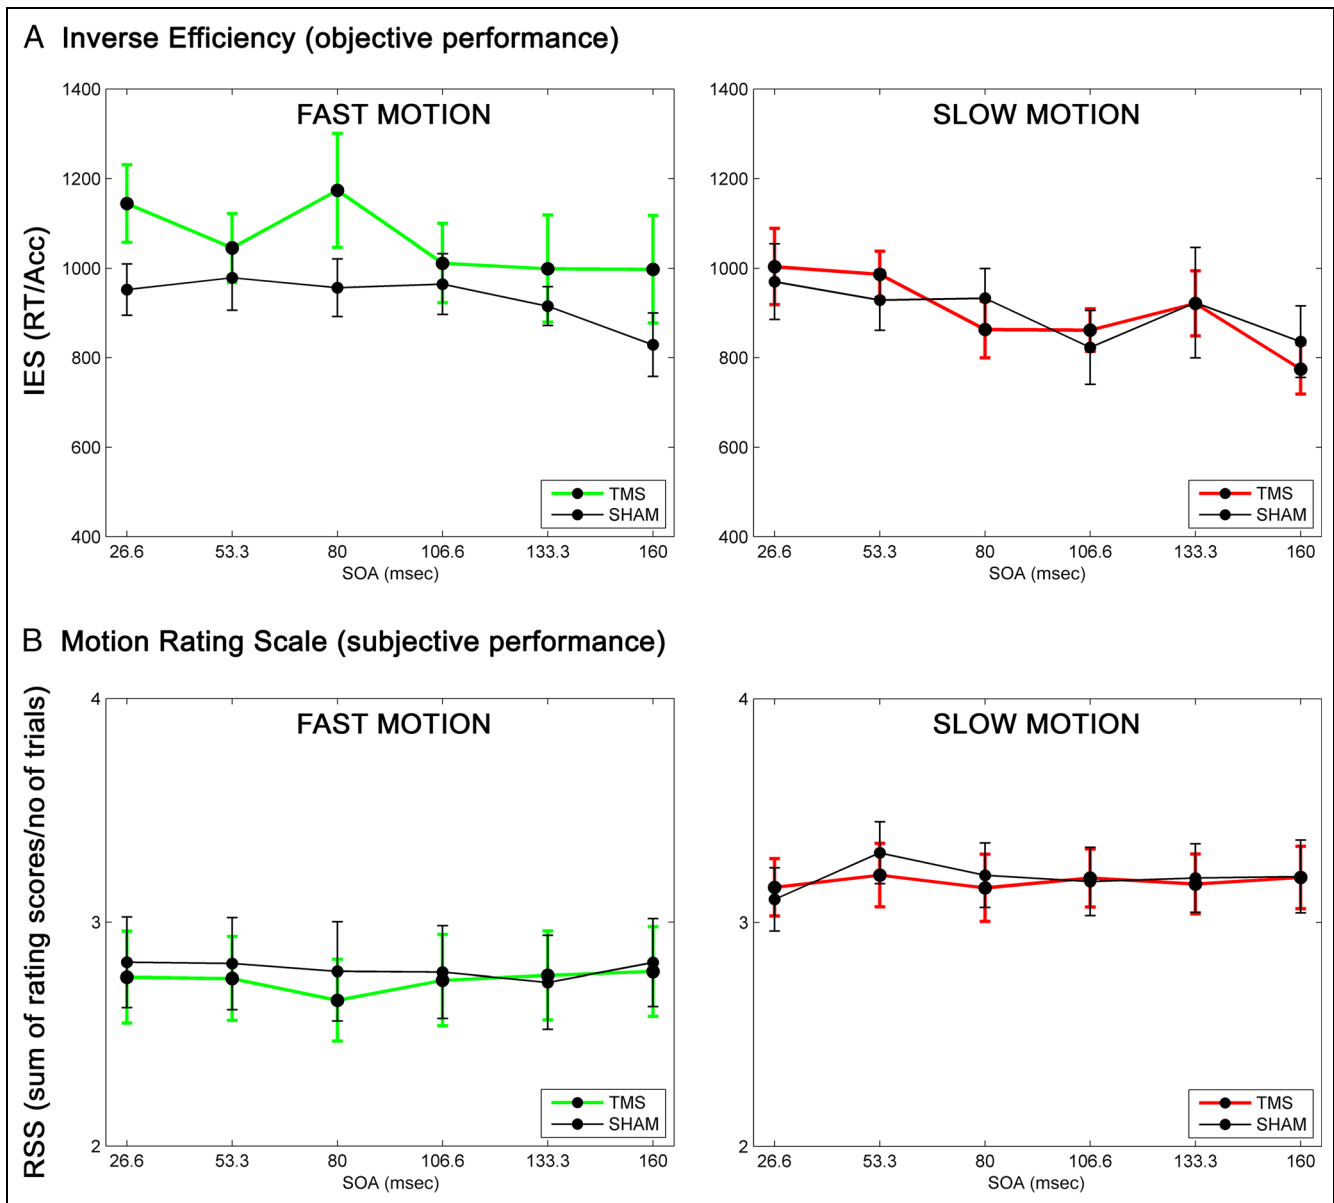 A Inverse Efficiency (objective performance)
IES (RT/Acc)
FAST MOTION
1400
1200
1000
800
600
400
TMS
SHAM
26.6 53.3 80 106.6 133.3 160
SOA (msec)
SLOW MOTION
1400
1200
1000
800
600
400
TMS
SHAM
26.6 53.3 80 106.6 133.3 160
SOA (msec)
B Motion Rating Scale (subjective performance)
RSS (sum of rating scores/no of trials)
FAST MOTION
4
3
2
TMS
SHAM
26.6 53.3 80 106.6 133.3 160
SOA (msec)
SLOW MOTION
4
3
2
TMS
SHAM
26.6 53.3 80 106.6 133.3 160
SOA (msec)